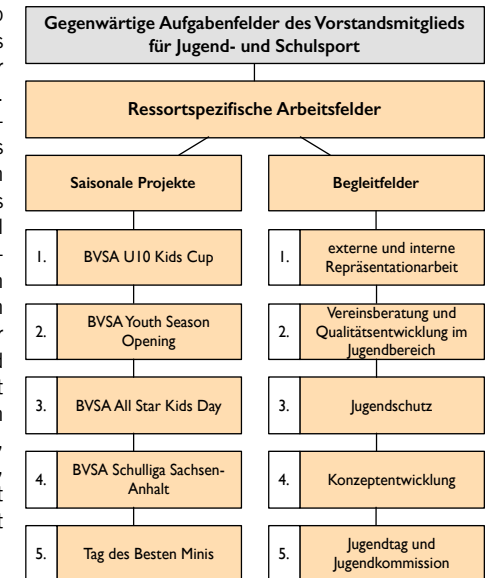 Gegenwärtige Aufgabenfelder des Vorstandsmitglieds
für Jugend- und Schulsport
Ressortspezifische Arbeitsfelder
Saisonale Projekte
1. BVSA U10 Kids Cup
2. BVSA Youth Season
Opening
3. BVSA All Star Kids Day
4. BVSA Schulliga Sachsen-
Anhalt
5. Tag des Besten Minis
Begleitfelder
1. externe und interne
Repräsentationarbeit
2. Vereinsberatung und
Qualitätsentwicklung im
Jugendbereich
3. Jugendschutz
4. Konzeptentwicklung
5. Jugendtag und
Jugendkommission